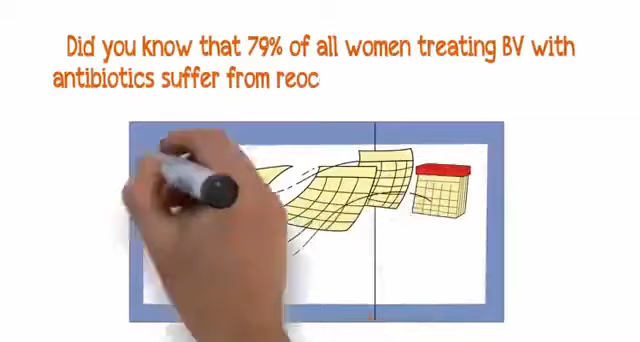 Did you know that 79% of all women treating BV with
antibiotics suffer from reoc